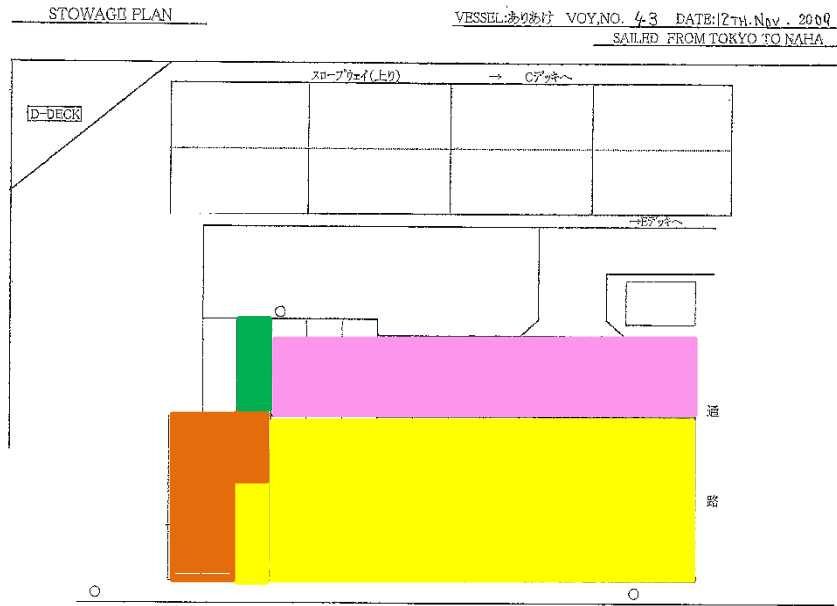 STOWAGE PLAN
VESSEL:ありあけ VOY,NO. 43 DATE:12TH.Nov. 2009
SAILED FROM TOKYO TO NAHA
スロープウェイ(上り) → Cデッキへ
D-DECK
→Eデッキへ
通
路